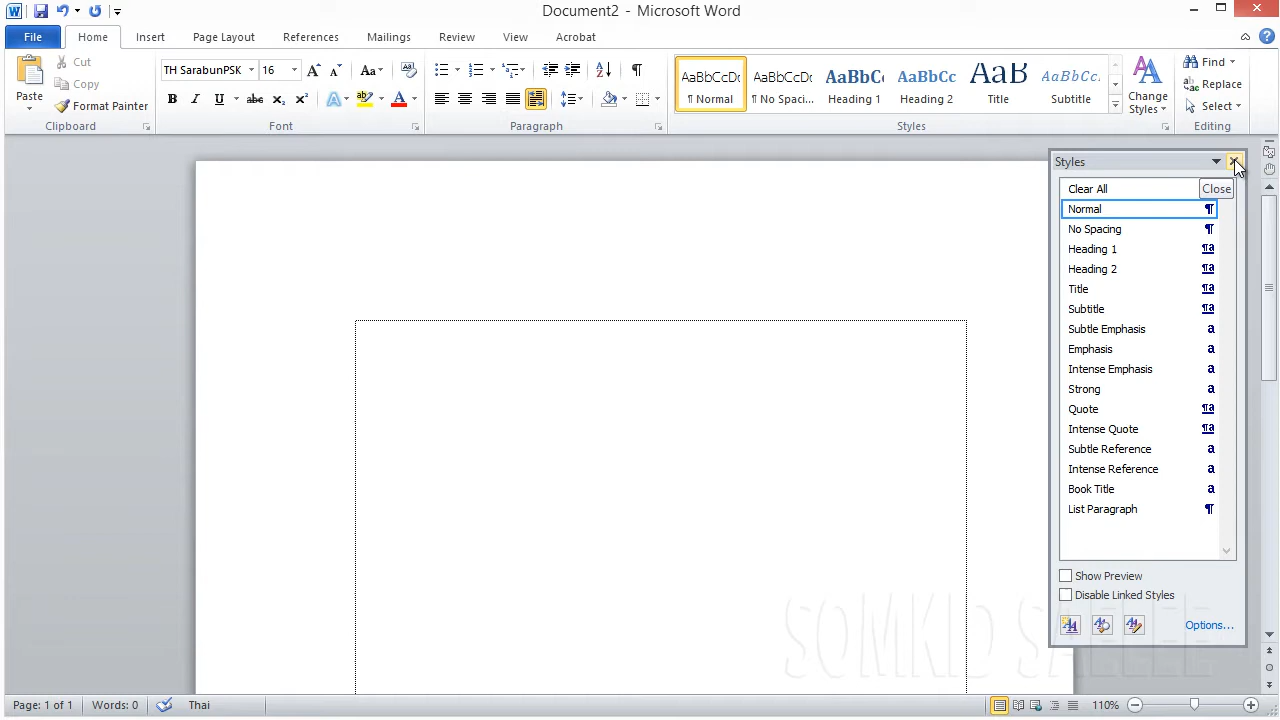 Document2 - Microsoft Word
File Home Insert Page Layout References Mailings Review View Acrobat
Paste
Cut
Copy
Format Painter
Clipboard
TH SarabunPSK 16
Font
Paragraph
AaBbCcDc AaBbCcDc AaBbCc AaBbCc AaB AaBbCc.
¶ Normal ¶ No Spaci... Heading 1 Heading 2 Title Subtitle
Change Styles
Styles
Find
Replace
Select
Editing
Styles
Close
Clear All
Normal
No Spacing
Heading 1
Heading 2
Title
Subtitle
Subtle Emphasis
Emphasis
Intense Emphasis
Strong
Quote
Intense Quote
Subtle Reference
Intense Reference
Book Title
List Paragraph
Show Preview
Disable Linked Styles
Options...
SOMKID SAELEE
Page: 1 of 1 Words: 0 Thai 110%